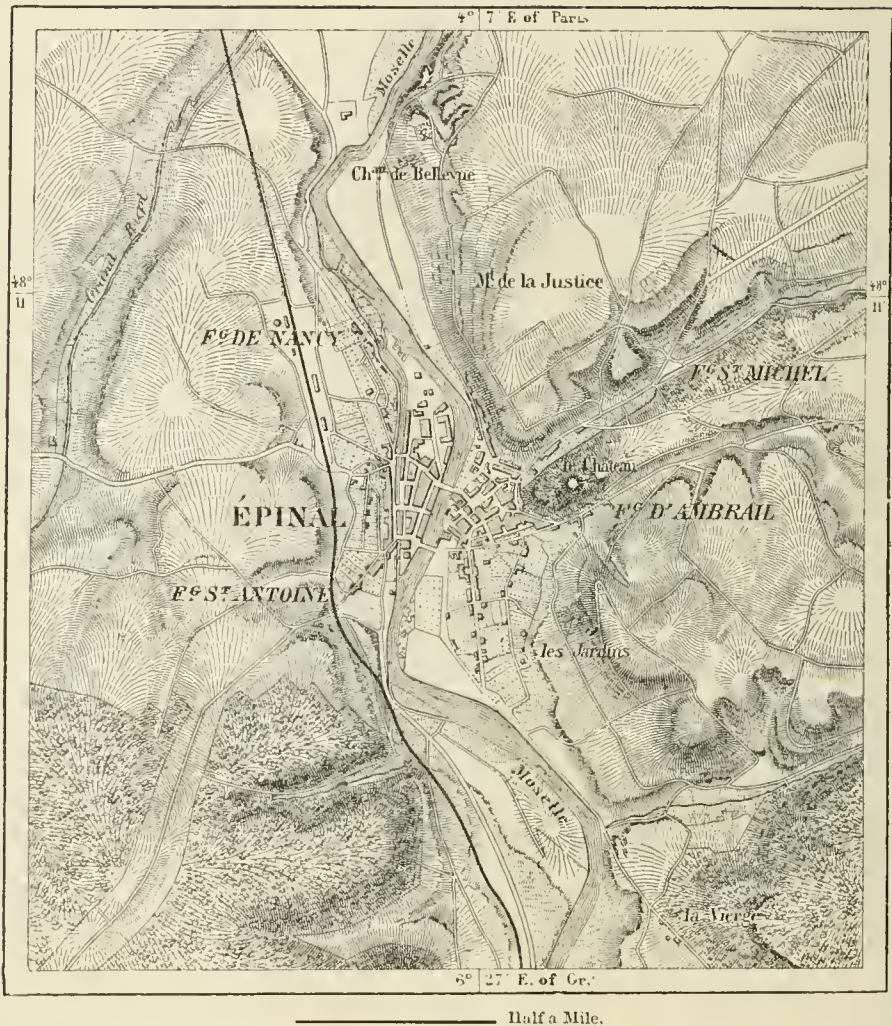 4° 7' E of Paris
Moselle
Chau de Bellevue
48°
11'
Mt. de la Justice
48°
11'
FG DE NANCY
FG ST MICHEL
le Château
ÉPINAL
FG D'AMBRAIL
FG ST ANTOINE
les Jardins
Moselle
la Vierge
6° 27' E. of Gr.
Half a Mile.